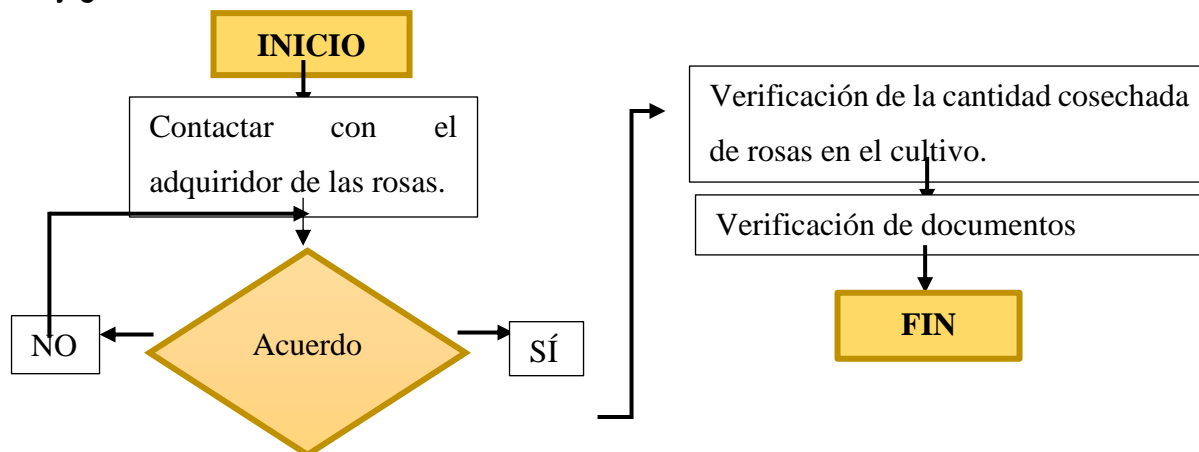 INICIO
Contactar con el
adquiridor de las rosas.
Acuerdo
NO
SÍ
Verificación de la cantidad cosechada
de rosas en el cultivo.
Verificación de documentos
FIN